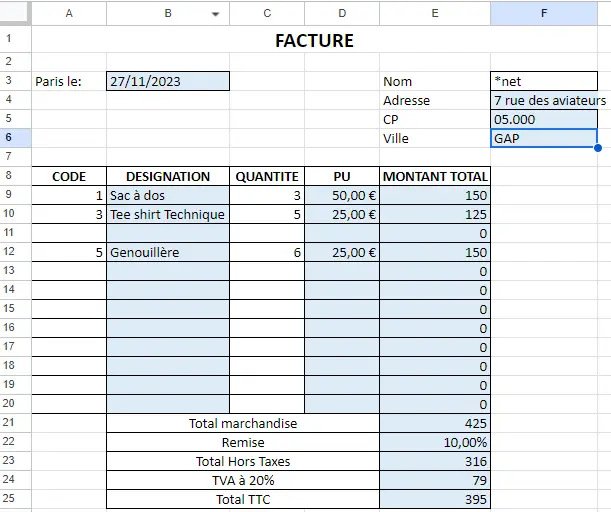 A B C D E F
1 FACTURE
2
3 Paris le: 27/11/2023 Nom *net
4 Adresse 7 rue des aviateurs
5 CP 05.000
6 Ville GAP
7
8 CODE DESIGNATION QUANTITE PU MONTANT TOTAL
9 1 Sac à dos 3 50,00 € 150
10 3 Tee shirt Technique 5 25,00 € 125
11 0
12 5 Genouillère 6 25,00 € 150
13 0
14 0
15 0
16 0
17 0
18 0
19 0
20 0
21 Total marchandise 425
22 Remise 10,00%
23 Total Hors Taxes 316
24 TVA à 20% 79
25 Total TTC 395